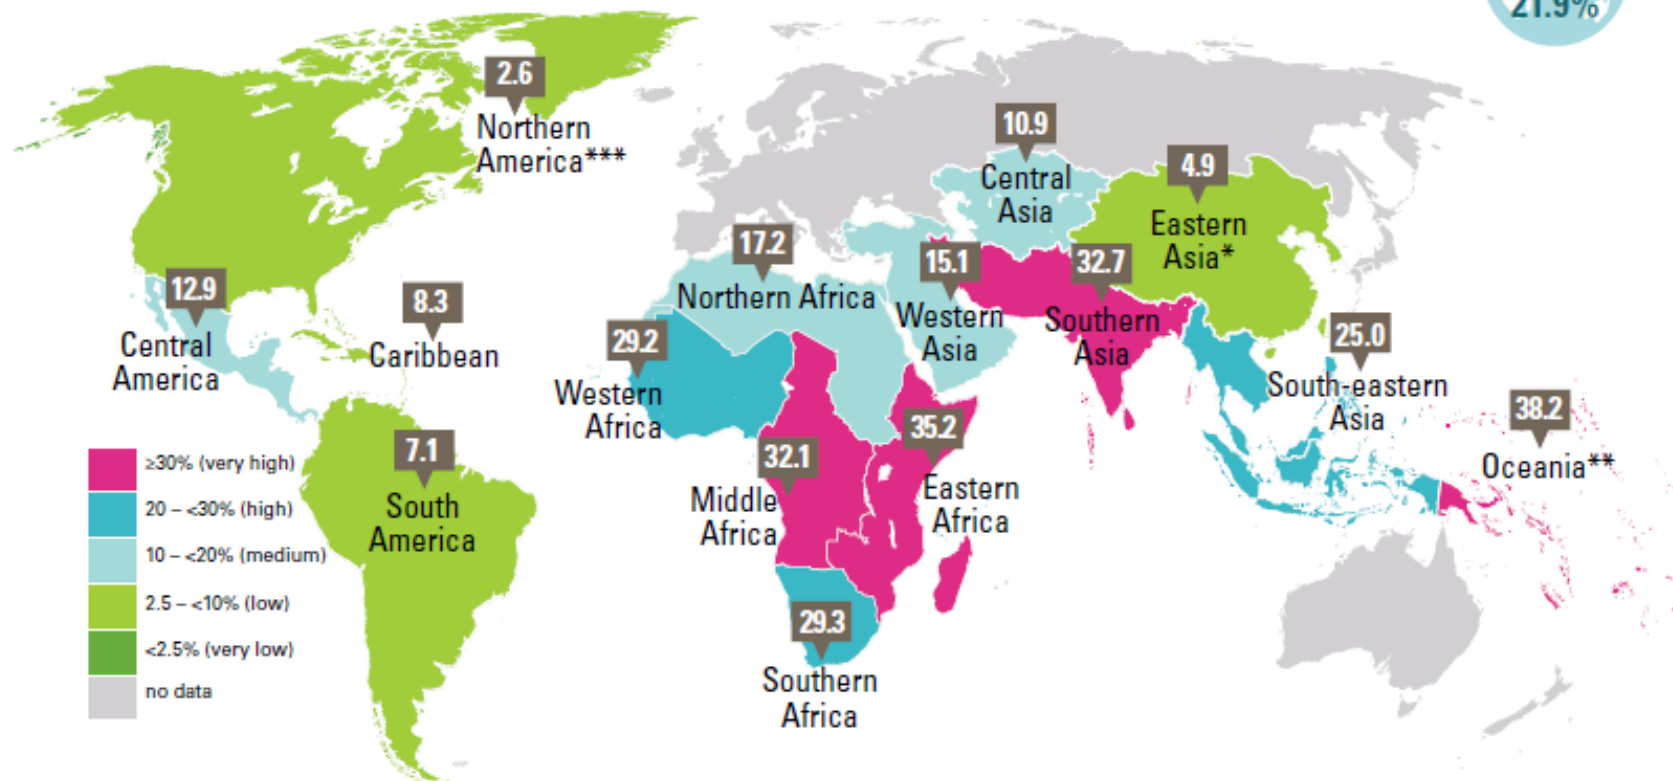 21.9%
2.6
Northern
America***
10.9
Central
Asia
4.9
Eastern
Asia*
17.2
Northern Africa
15.1
Western
Asia
32.7
Southern
Asia
12.9
Central
America
8.3
Caribbean
29.2
Western
Africa
25.0
South-eastern
Asia
38.2
Oceania**
7.1
South
America
32.1
Middle
Africa
35.2
Eastern
Africa
29.3
Southern
Africa
≥30% (very high)
20 – <30% (high)
10 – <20% (medium)
2.5 – <10% (low)
<2.5% (very low)
no data